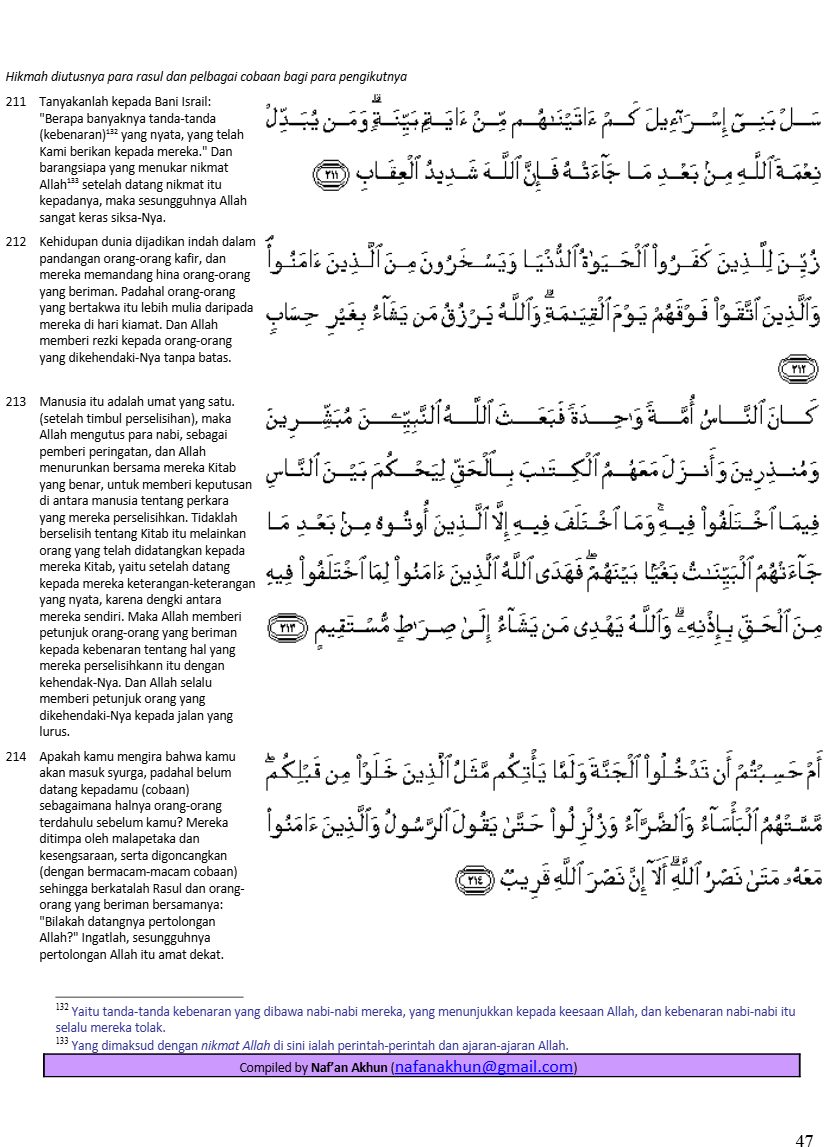 Hikmah diutusnya para rasul dan pelbagai cobaan bagi para pengikutnya
211 Tanyakanlah kepada Bani Israil:
"Berapa banyaknya tanda-tanda
(kebenaran)¹³² yang nyata, yang telah
Kami berikan kepada mereka." Dan
barangsiapa yang menukar nikmat
Allah¹³³ setelah datang nikmat itu
kepadanya, maka sesungguhnya Allah
sangat keras siksa-Nya.
سَلْ بَنِىٓ إِسْرَٰٓءِيلَ كَمْ ءَاتَيْنَٰهُم مِّنْ ءَايَةٍۭ بَيِّنَةٍۗ وَمَن يُبَدِّلْ
نِعْمَةَ ٱللَّهِ مِنۢ بَعْدِ مَا جَآءَتْهُ فَإِنَّ ٱللَّهَ شَدِيدُ ٱلْعِقَابِ ٢١١
212 Kehidupan dunia dijadikan indah dalam
pandangan orang-orang kafir, dan
mereka memandang hina orang-orang
yang beriman. Padahal orang-orang
yang bertakwa itu lebih mulia daripada
mereka di hari kiamat. Dan Allah
memberi rezki kepada orang-orang
yang dikehendaki-Nya tanpa batas.
زُيِّنَ لِلَّذِينَ كَفَرُوا۟ ٱلْحَيَوٰةُ ٱلدُّنْيَا وَيَسْخَرُونَ مِنَ ٱلَّذِينَ ءَامَنُوا۟ۘ
وَٱلَّذِينَ ٱتَّقَوْا۟ فَوْقَهُمْ يَوْمَ ٱلْقِيَٰمَةِۗ وَٱللَّهُ يَرْزُقُ مَن يَشَآءُ بِغَيْرِ حِسَابٍ
٢١٢
213 Manusia itu adalah umat yang satu.
(setelah timbul perselisihan), maka
Allah mengutus para nabi, sebagai
pemberi peringatan, dan Allah
menurunkan bersama mereka Kitab
yang benar, untuk memberi keputusan
di antara manusia tentang perkara
yang mereka perselisihkan. Tidaklah
berselisih tentang Kitab itu melainkan
orang yang telah didatangkan kepada
mereka Kitab, yaitu setelah datang
kepada mereka keterangan-keterangan
yang nyata, karena dengki antara
mereka sendiri. Maka Allah memberi
petunjuk orang-orang yang beriman
kepada kebenaran tentang hal yang
mereka perselisihkann itu dengan
kehendak-Nya. Dan Allah selalu
memberi petunjuk orang yang
dikehendaki-Nya kepada jalan yang
lurus.
كَانَ ٱلنَّاسُ أُمَّةً وَٰحِدَةً فَبَعَثَ ٱللَّهُ ٱلنَّبِيِّۦنَ مُبَشِّرِينَ
وَمُنذِرِينَ وَأَنزَلَ مَعَهُمُ ٱلْكِتَٰبَ بِٱلْحَقِّ لِيَحْكُمَ بَيْنَ ٱلنَّاسِ
فِيمَا ٱخْتَلَفُوا۟ فِيهِۚ وَمَا ٱخْتَلَفَ فِيهِ إِلَّا ٱلَّذِينَ أُوتُوهُ مِنۢ بَعْدِ مَا
جَآءَتْهُمُ ٱلْبَيِّنَٰتُ بَغْيًۢا بَيْنَهُمْۖ فَهَدَى ٱللَّهُ ٱلَّذِينَ ءَامَنُوا۟ لِمَا ٱخْتَلَفُوا۟ فِيهِ
مِنَ ٱلْحَقِّ بِإِذْنِهِۦۗ وَٱللَّهُ يَهْدِى مَن يَشَآءُ إِلَىٰ صِرَٰطٍ مُّسْتَقِيمٍ ٢١٣
214 Apakah kamu mengira bahwa kamu
akan masuk syurga, padahal belum
datang kepadamu (cobaan)
sebagaimana halnya orang-orang
terdahulu sebelum kamu? Mereka
ditimpa oleh malapetaka dan
kesengsaraan, serta digoncangkan
(dengan bermacam-macam cobaan)
sehingga berkatalah Rasul dan orang-
orang yang beriman bersamanya:
"Bilakah datangnya pertolongan
Allah?" Ingatlah, sesungguhnya
pertolongan Allah itu amat dekat.
أَمْ حَسِبْتُمْ أَن تَدْخُلُوا۟ ٱلْجَنَّةَ وَلَمَّا يَأْتِكُم مَّثَلُ ٱلَّذِينَ خَلَوْا۟ مِن قَبْلِكُمۖ
مَّسَّتْهُمُ ٱلْبَأْسَآءُ وَٱلضَّرَّآءُ وَزُلْزِلُوا۟ حَتَّىٰ يَقُولَ ٱلرَّسُولُ وَٱلَّذِينَ ءَامَنُوا۟
مَعَهُۥ مَتَىٰ نَصْرُ ٱللَّهِۗ أَلَآ إِنَّ نَصْرَ ٱللَّهِ قَرِيبٌ ٢١٤
¹³² Yaitu tanda-tanda kebenaran yang dibawa nabi-nabi mereka, yang menunjukkan kepada keesaan Allah, dan kebenaran nabi-nabi itu
selalu mereka tolak.
¹³³ Yang dimaksud dengan nikmat Allah di sini ialah perintah-perintah dan ajaran-ajaran Allah.
Compiled by Naf'an Akhun (nafanakhun@gmail.com)
47